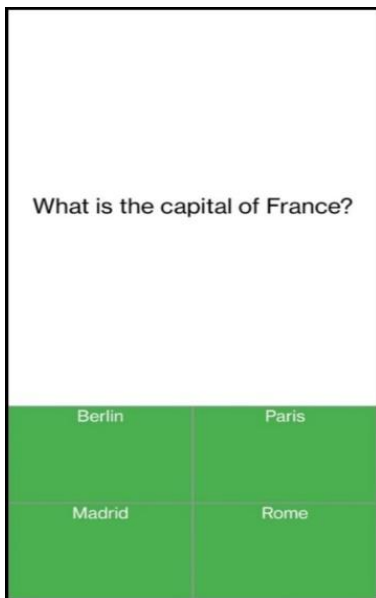 What is the capital of France?
Berlin
Paris
Madrid
Rome